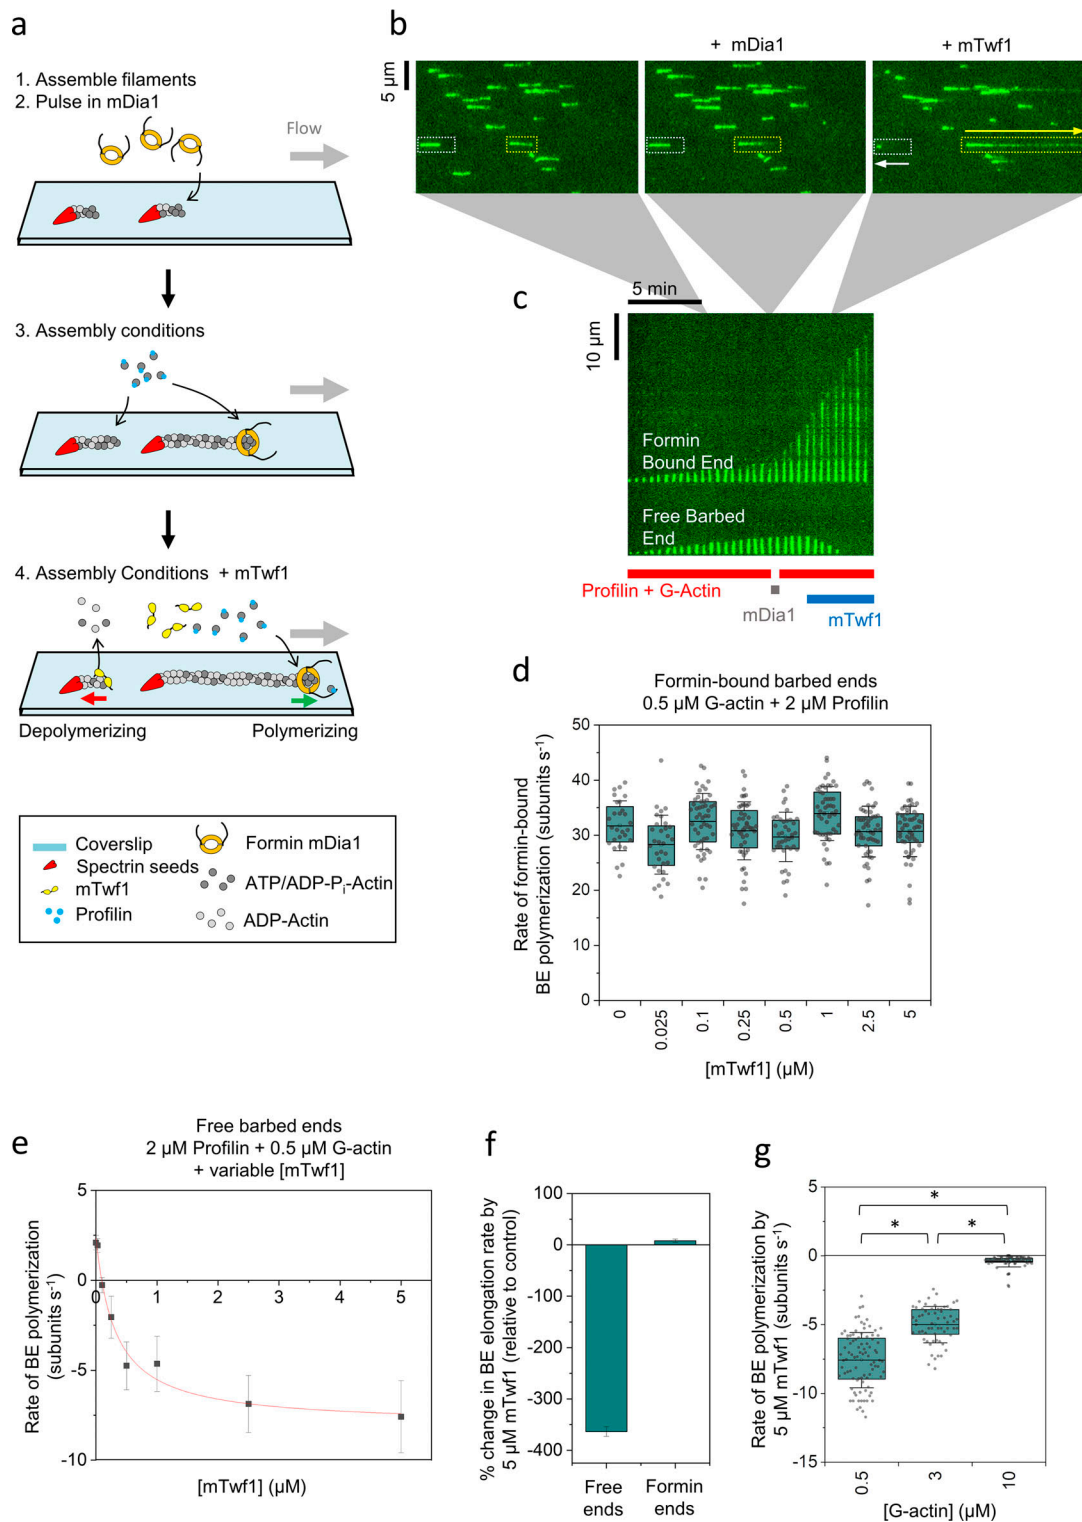 a
1. Assemble filaments
2. Pulse in mDia1
Flow
3. Assembly conditions
4. Assembly Conditions + mTwf1
Depolymerizing
Polymerizing
Coverslip
Spectrin seeds
mTwf1
Profilin
Formin mDia1
ATP/ADP-Pi-Actin
ADP-Actin
b
+ mDia1
+ mTwf1
5 µm
c
5 min
10 µm
Formin
Bound End
Free Barbed
End
Profilin + G-Actin
mDia1
mTwf1
d
Formin-bound barbed ends
0.5 µM G-actin + 2 µM Profilin
Rate of formin-bound
BE polymerization (subunits s⁻¹)
50
40
30
20
10
0
0
0.025
0.1
0.25
0.5
1
2.5
5
[mTwf1] (µM)
e
Free barbed ends
2 µM Profilin + 0.5 µM G-actin
+ variable [mTwf1]
Rate of BE polymerization
(subunits s⁻¹)
5
0
-5
-10
0
1
2
3
4
5
[mTwf1] (µM)
f
% change in BE elongation rate by
5 µM mTwf1 (relative to control)
100
0
-100
-200
-300
-400
Free
ends
Formin
ends
g
Rate of BE polymerization by
5 µM mTwf1 (subunits s⁻¹)
5
0
-5
-10
-15
*
*
*
0.5
3
10
[G-actin] (µM)